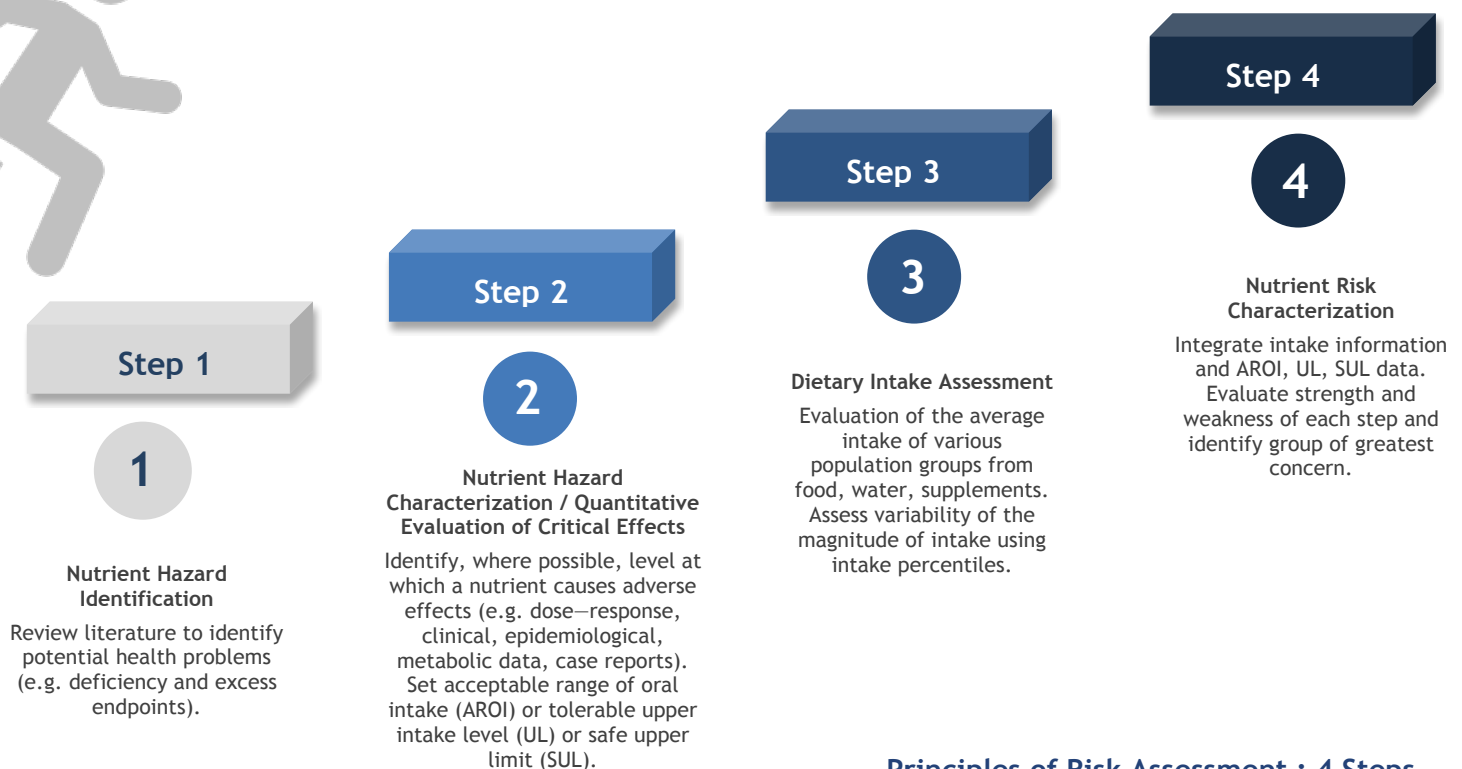 Step 1
1
Nutrient Hazard
Identification
Review literature to identify
potential health problems
(e.g. deficiency and excess
endpoints).
Step 2
2
Nutrient Hazard
Characterization / Quantitative
Evaluation of Critical Effects
Identify, where possible, level at
which a nutrient causes adverse
effects (e.g. dose—response,
clinical, epidemiological,
metabolic data, case reports).
Set acceptable range of oral
intake (AROI) or tolerable upper
intake level (UL) or safe upper
limit (SUL).
Step 3
3
Dietary Intake Assessment
Evaluation of the average
intake of various
population groups from
food, water, supplements.
Assess variability of the
magnitude of intake using
intake percentiles.
Step 4
4
Nutrient Risk
Characterization
Integrate intake information
and AROI, UL, SUL data.
Evaluate strength and
weakness of each step and
identify group of greatest
concern.
Principles of Risk Assessment : 4 Steps